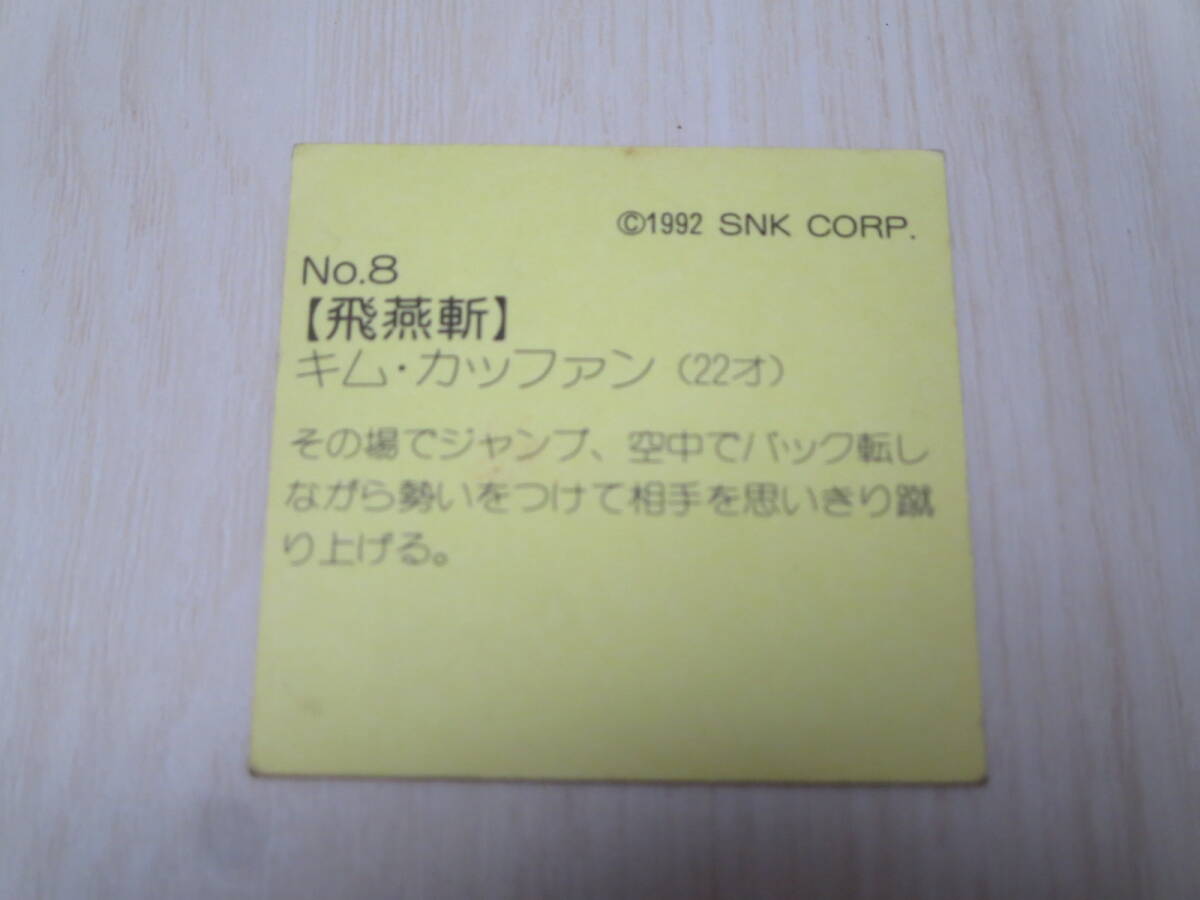 ©1992 SNK CORP.
No.8
【飛燕斬】
キム・カッファン(22才)
その場でジャンプ、空中でバック転し
ながら勢いをつけて相手を思いきり蹴
り上げる。